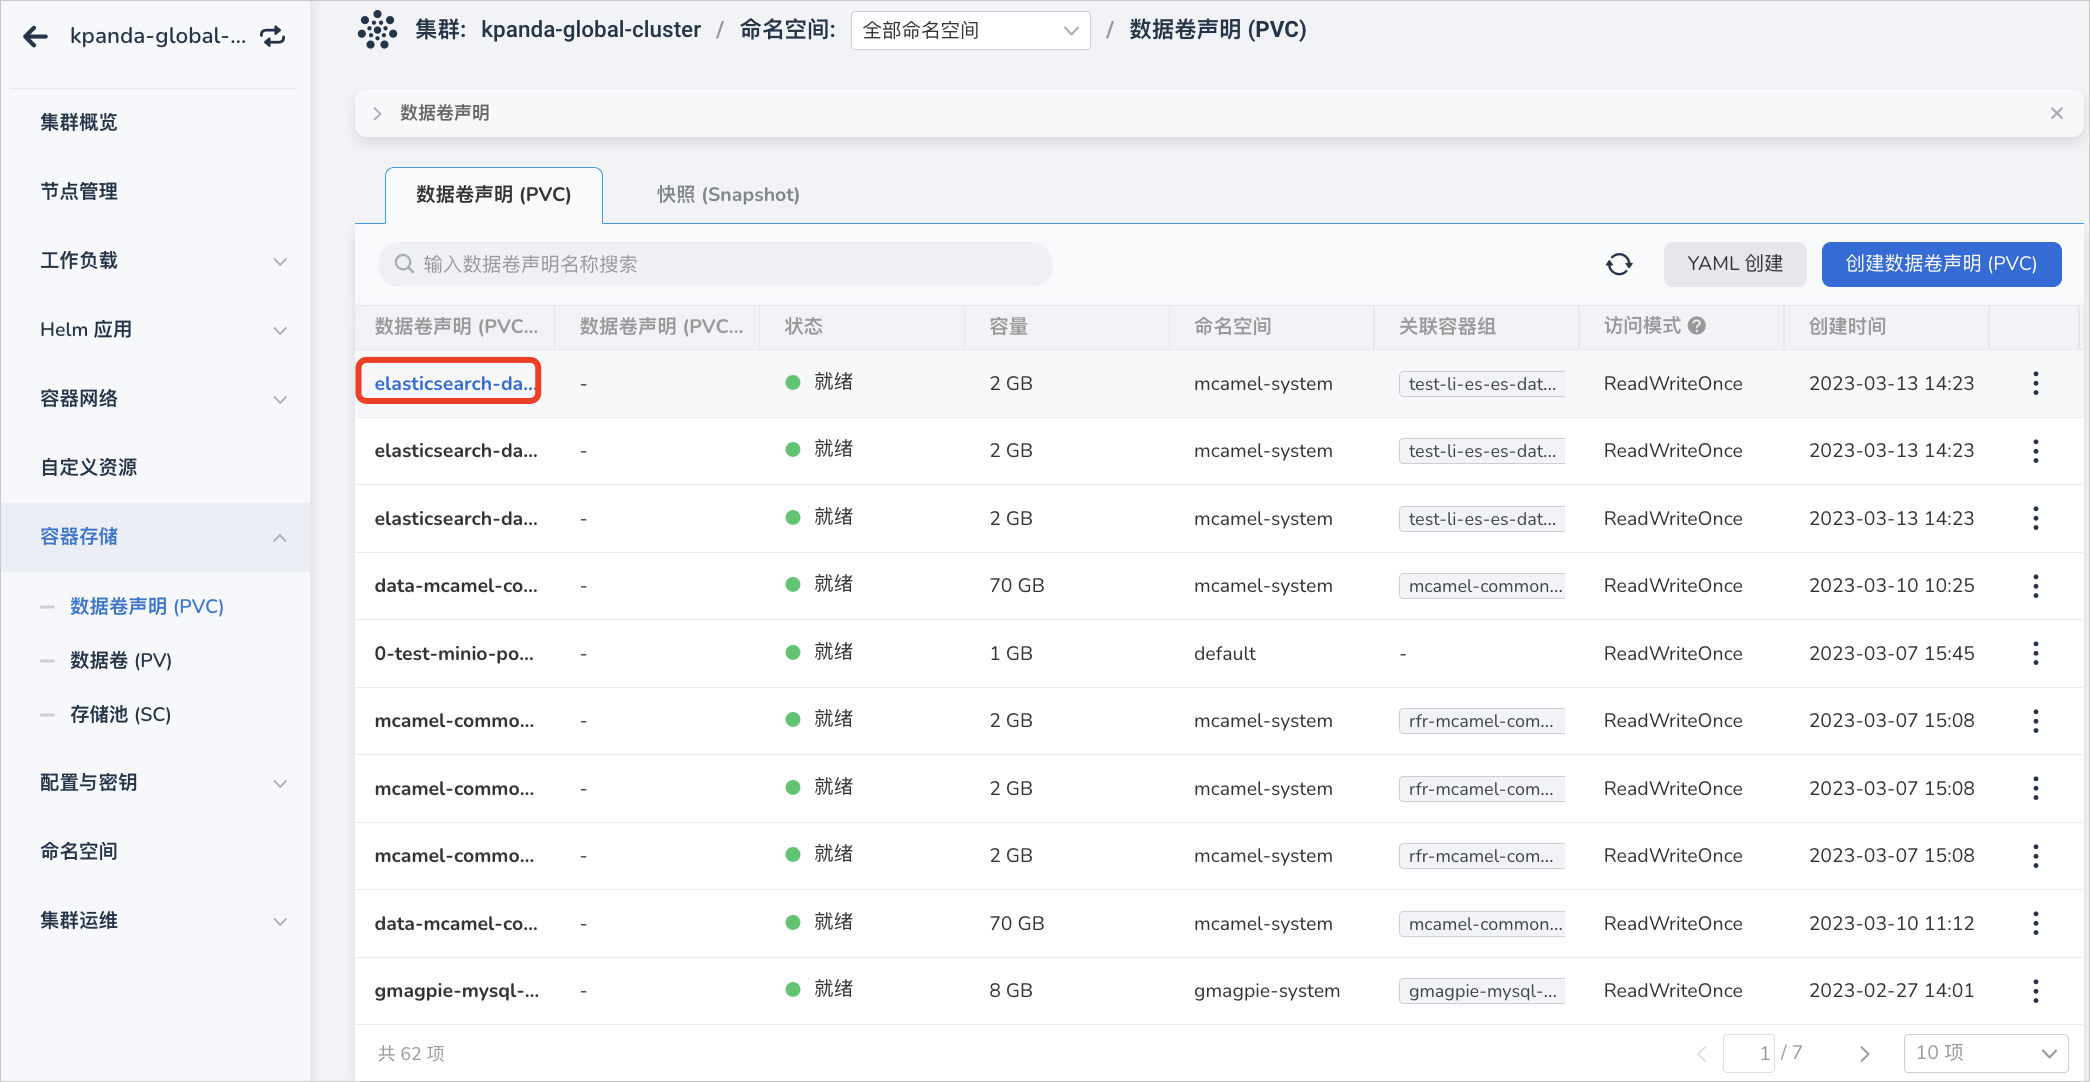 kpanda-global-...
集群概览
节点管理
工作负载
Helm 应用
容器网络
自定义资源
容器存储
数据卷声明 (PVC)
数据卷 (PV)
存储池 (SC)
配置与密钥
命名空间
集群运维
集群: kpanda-global-cluster / 命名空间: 全部命名空间 / 数据卷声明 (PVC)
数据卷声明
数据卷声明 (PVC) 快照 (Snapshot)
输入数据卷声明名称搜索 YAML 创建 创建数据卷声明 (PVC)
数据卷声明 (PVC... 数据卷声明 (PVC... 状态 容量 命名空间 关联容器组 访问模式 创建时间
elasticsearch-da... - 就绪 2 GB mcamel-system test-li-es-es-dat... ReadWriteOnce 2023-03-13 14:23
elasticsearch-da... - 就绪 2 GB mcamel-system test-li-es-es-dat... ReadWriteOnce 2023-03-13 14:23
elasticsearch-da... - 就绪 2 GB mcamel-system test-li-es-es-dat... ReadWriteOnce 2023-03-13 14:23
data-mcamel-co... - 就绪 70 GB mcamel-system mcamel-common... ReadWriteOnce 2023-03-10 10:25
0-test-minio-po... - 就绪 1 GB default - ReadWriteOnce 2023-03-07 15:45
mcamel-commo... - 就绪 2 GB mcamel-system rfr-mcamel-com... ReadWriteOnce 2023-03-07 15:08
mcamel-commo... - 就绪 2 GB mcamel-system rfr-mcamel-com... ReadWriteOnce 2023-03-07 15:08
mcamel-commo... - 就绪 2 GB mcamel-system rfr-mcamel-com... ReadWriteOnce 2023-03-07 15:08
data-mcamel-co... - 就绪 70 GB mcamel-system mcamel-common... ReadWriteOnce 2023-03-10 11:12
gmagpie-mysql-... - 就绪 8 GB gmagpie-system gmagpie-mysql-... ReadWriteOnce 2023-02-27 14:01
共 62 项 1 / 7 10 项